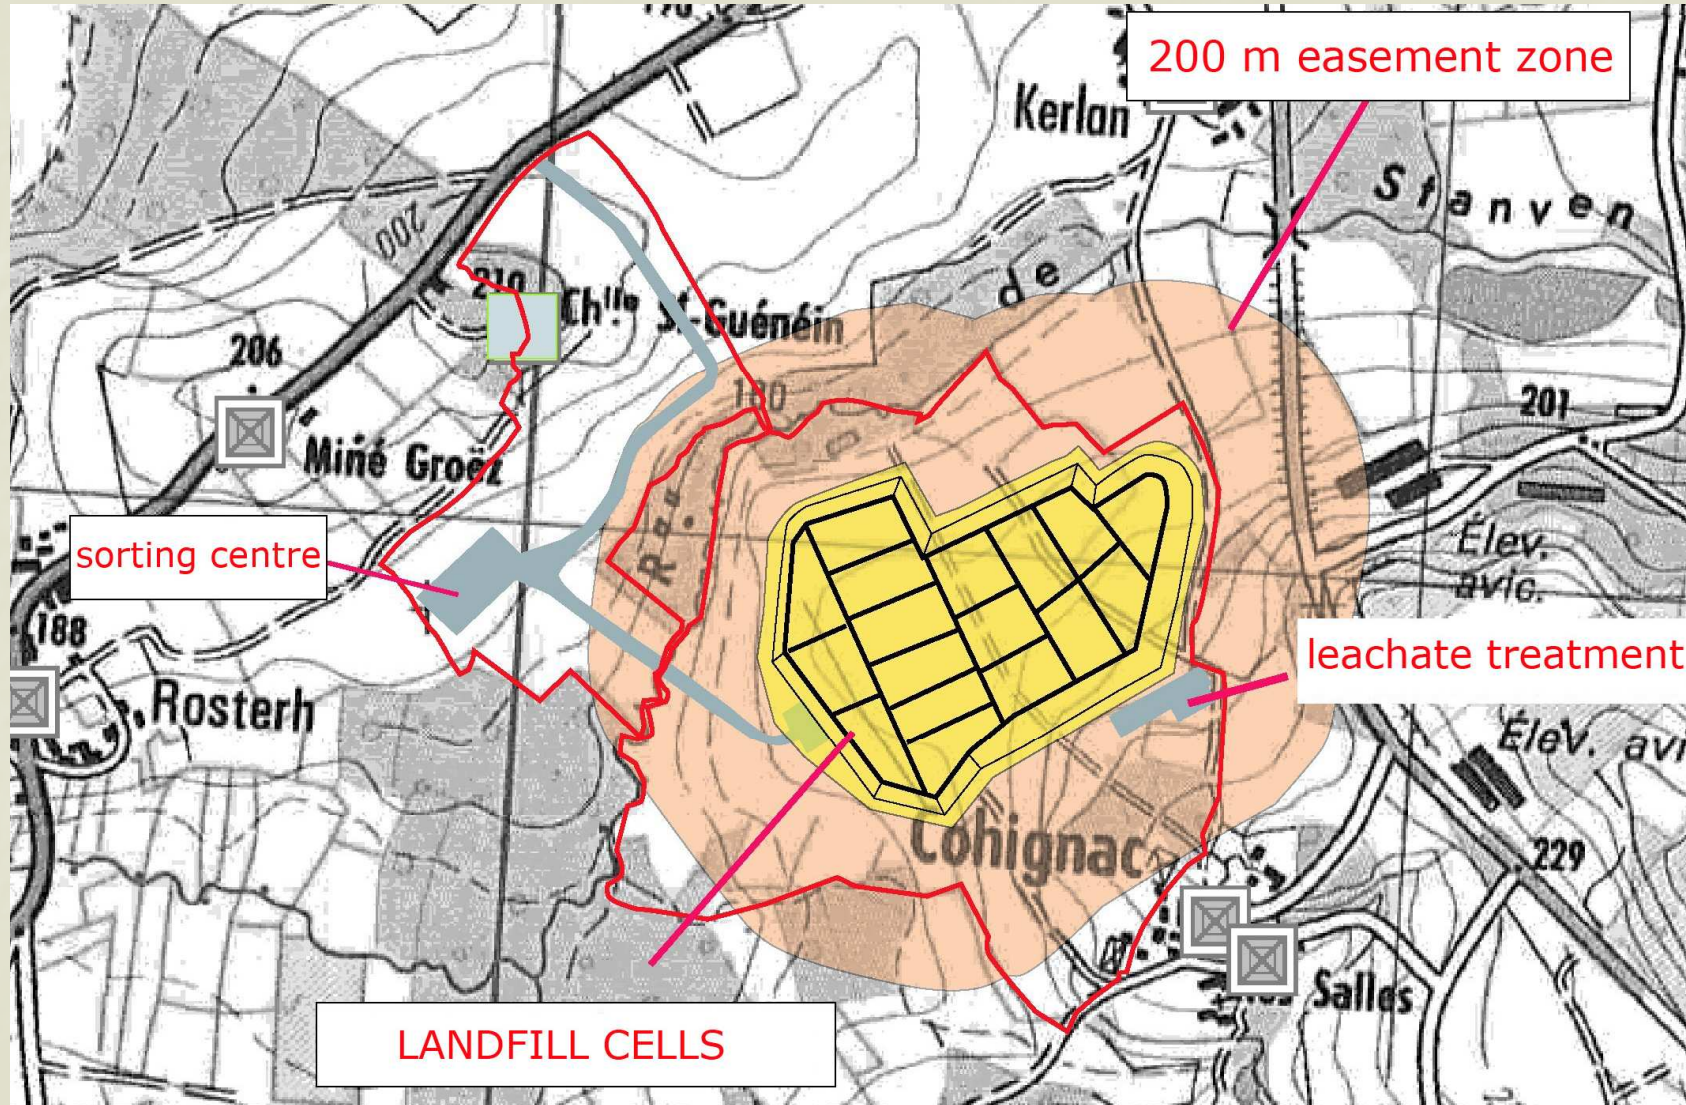 200 m easement zone
Kerlan
Stanven
de
200
210
Ch.lle St-Guénéin
206
180
201
Miné Groëz
Rau
sorting centre
Élev.
avic.
188
leachate treatment
Rosterh
Élev. avi
Cohignac
229
Salles
LANDFILL CELLS